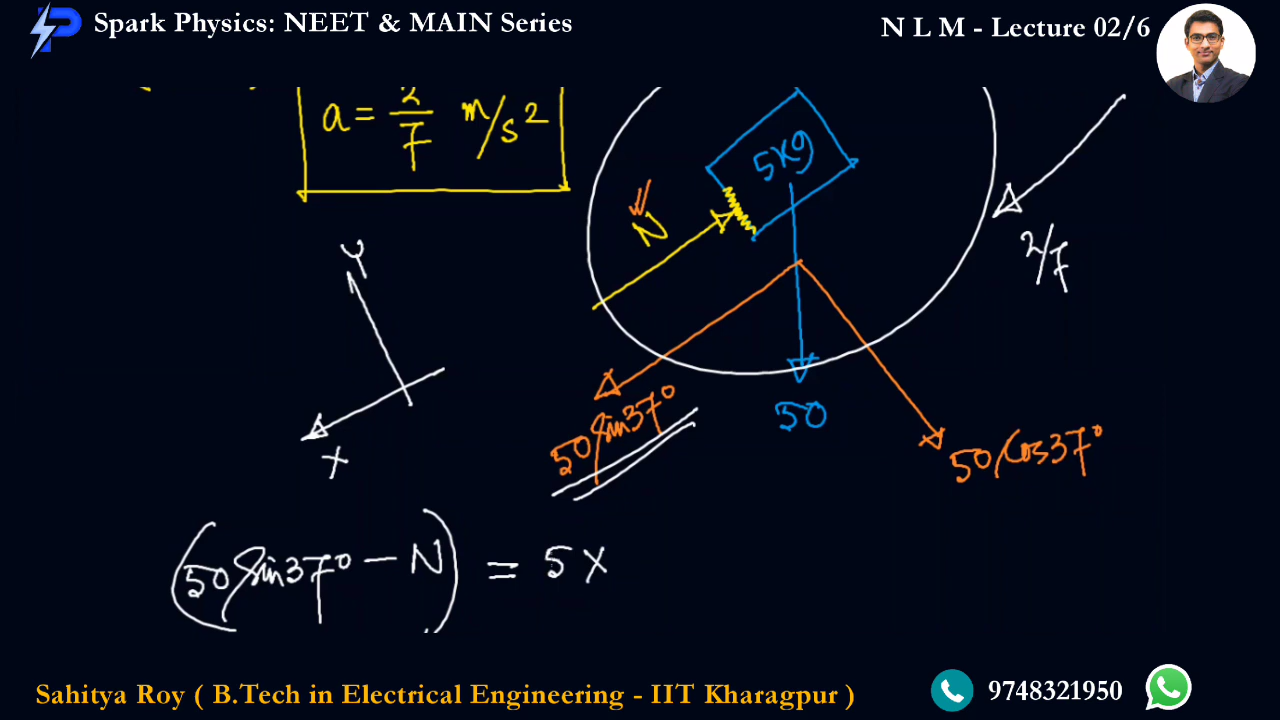 Spark Physics: NEET & MAIN Series
N L M - Lecture 02/6
a = 2/7 m/s2
5kg
N
2/7
Y
X
50 sin37°
50
50 cos37°
(50 sin37° - N) = 5 x
Sahitya Roy ( B.Tech in Electrical Engineering - IIT Kharagpur )
9748321950